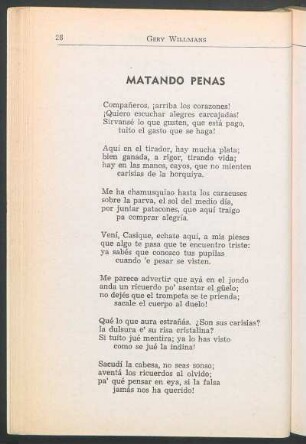 28
Gery Willmans
MATANDO PENAS
Compañeros, ¡arriba los corazones!
¡Quiero escuchar alegres carcajadas!
Sirvansé lo que gusten, que está pago,
tuito el gasto que se haga!
Aquí en el tirador, hay mucha plata;
bien ganada, a rigor, tirando vida;
hay en las manos, cayos, que no mienten
carisias de la horquiya.
Me ha chamusquiao hasta los caracuses
sobre la parva, el sol del medio día,
por juntar patacones, que aquí traigo
pa comprar alegría.
Vení, Casique, echate aquí, a mis pieses
que algo te pasa que te encuentro triste:
ya sabés que conosco tus pupilas
cuando 'e pesar se visten.
Me parece advertir que ayá en el jondo
anda un ricuerdo po' asentar el güelo;
no dejés que el trompeta se te prienda;
sacale el cuerpo al duelo!
Qué lo que aura estrañás. ¿Son sus carisias?
la dulsura e' su risa cristalina?
Si tuito jué mentira; ya lo has visto
como se jué la indina!
Sacudí la cabesa, no seas sonso;
aventá los ricuerdos al olvido;
pa' qué pensar en eya, si la falsa
jamás nos ha querido!